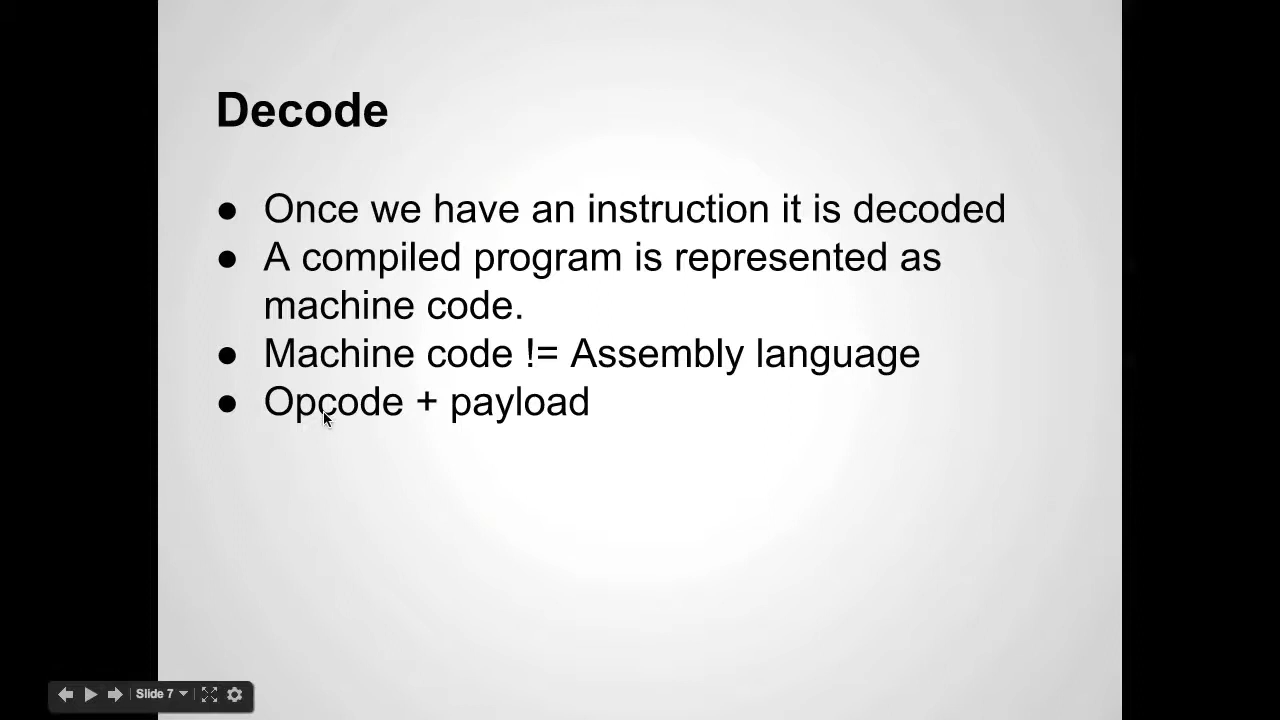 Decode
● Once we have an instruction it is decoded
● A compiled program is represented as
machine code.
● Machine code != Assembly language
● Opcode + payload
Slide 7